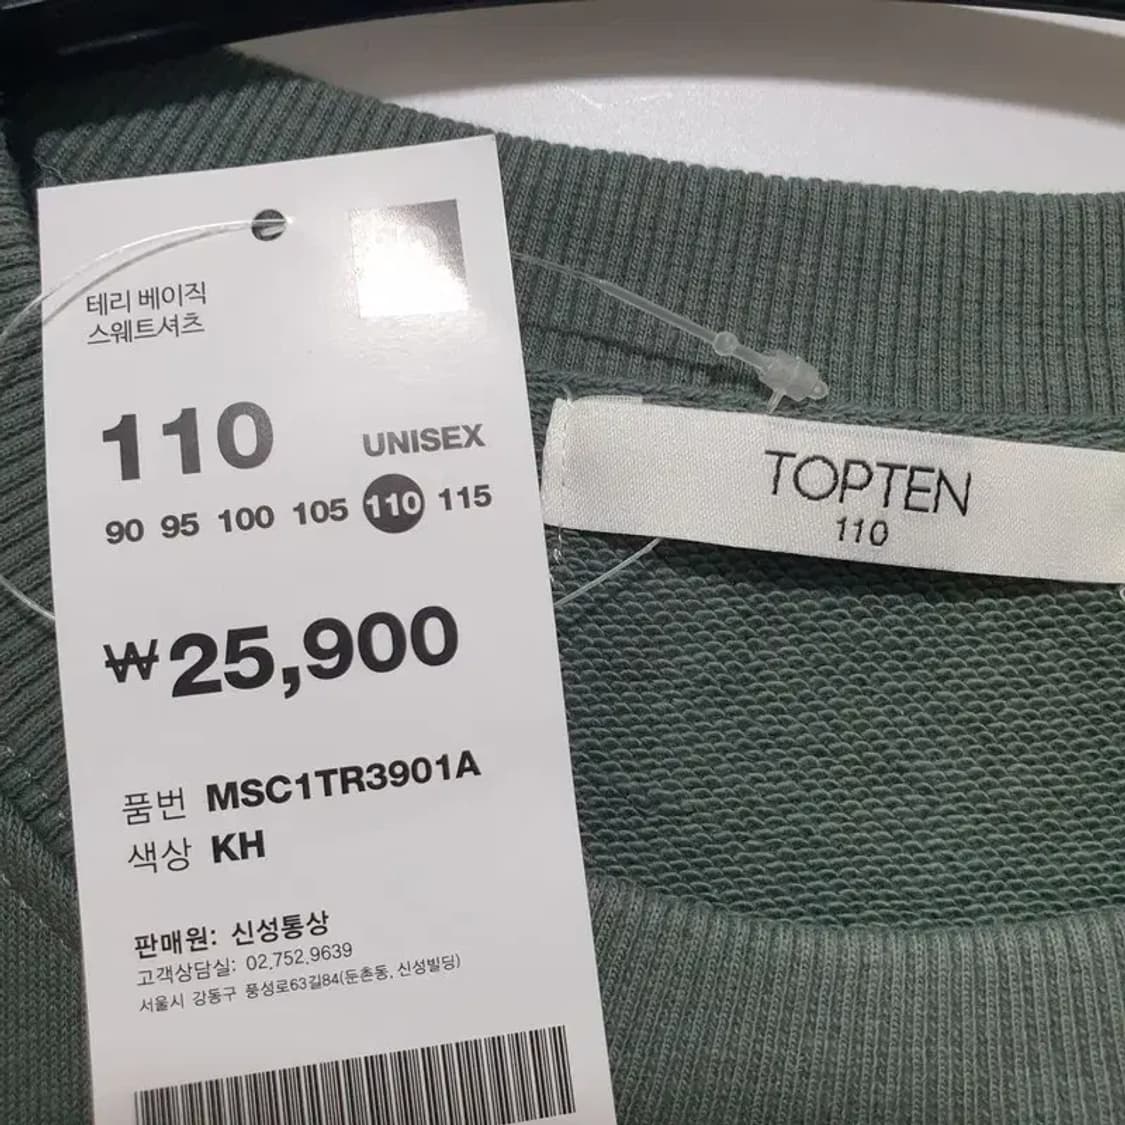 테리 베이직
스웨트셔츠
110 UNISEX
90 95 100 105 110 115
₩25,900
품번 MSC1TR3901A
색상 KH
판매원: 신성통상
고객상담실: 02.752.9639
서울시 강동구 풍성로63길84(둔촌동, 신성빌딩)
TOPTEN
110